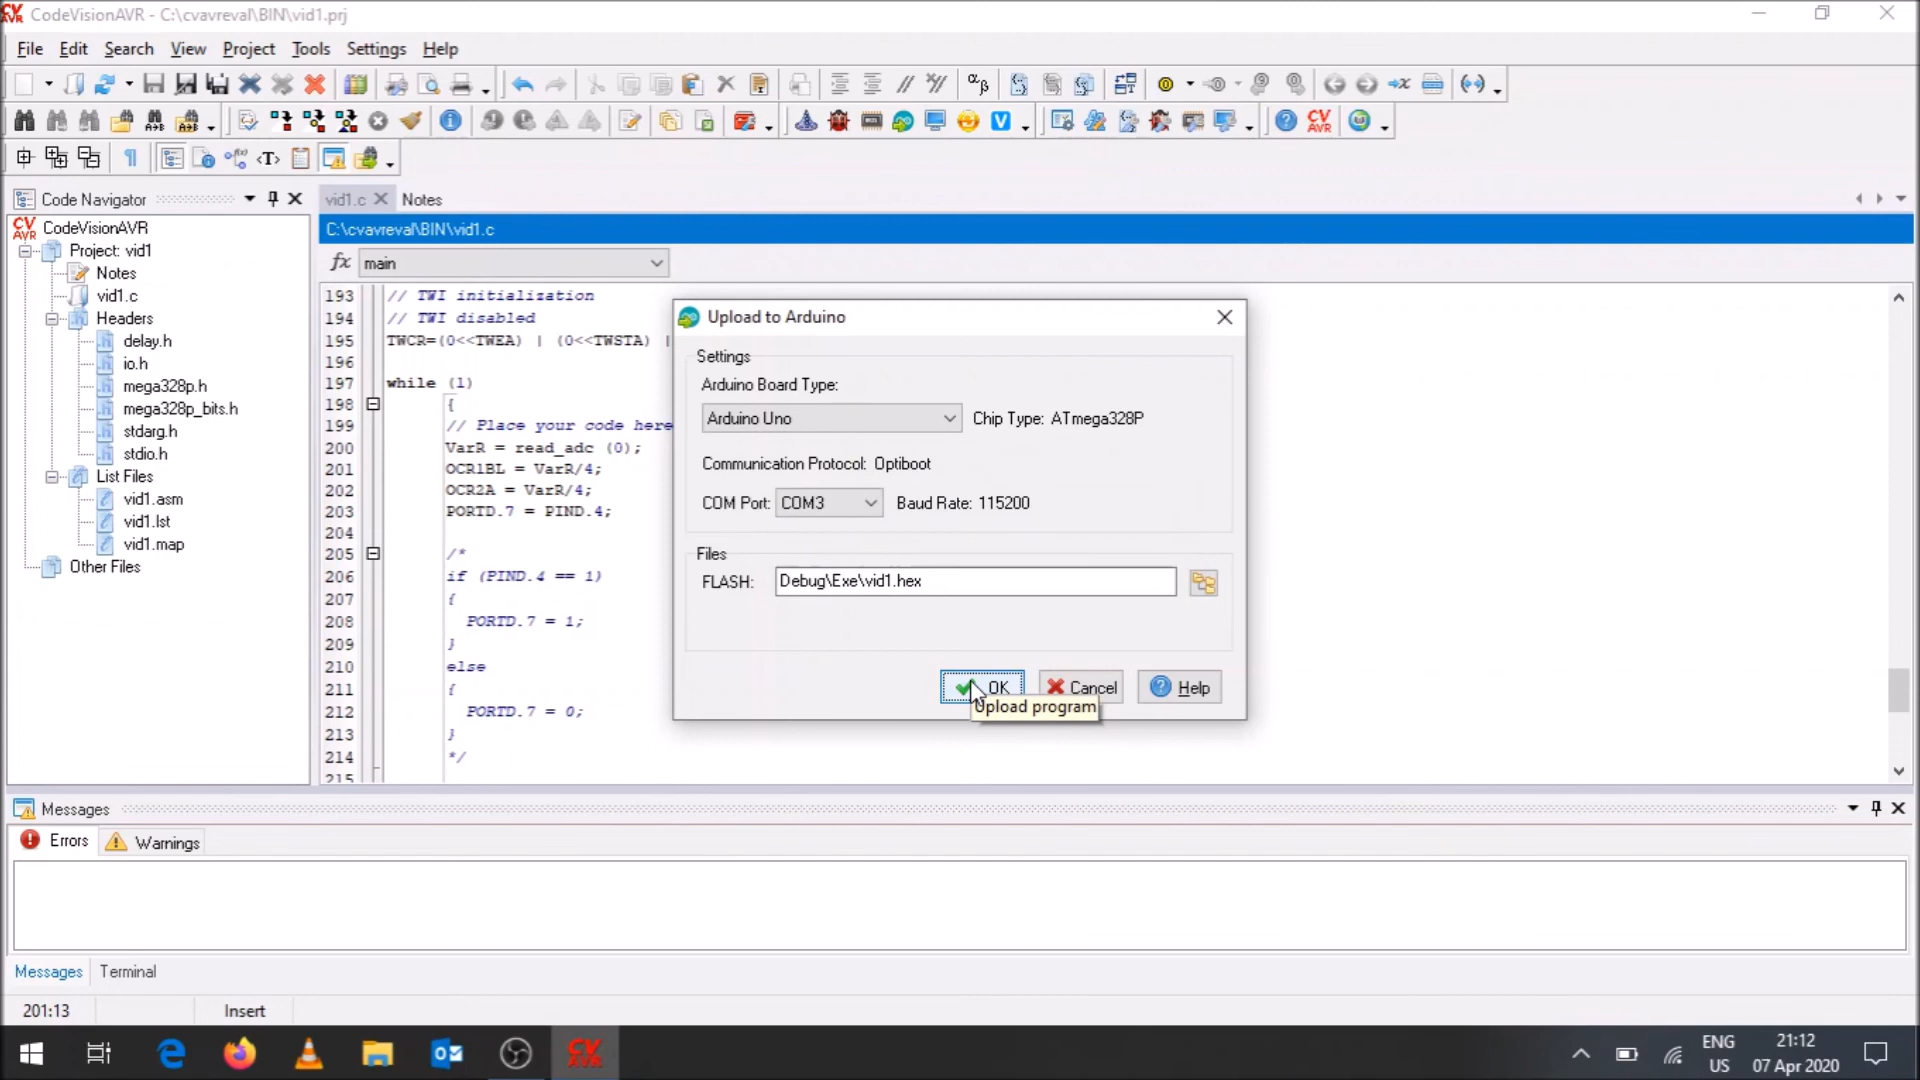 CodeVisionAVR - C:\cvavreval\BIN\vid1.prj
File Edit Search View Project Tools Settings Help
Code Navigator
vid1.c Notes
CodeVisionAVR
C:\cvavreval\BIN\vid1.c
Project: vid1
main
Notes
vid1.c
Headers
delay.h
io.h
mega328p.h
mega328p_bits.h
stdarg.h
stdio.h
List Files
vid1.asm
vid1.lst
vid1.map
Other Files
193 // TWI initialization
194 // TWI disabled
195 TWCR=(0<<TWEA) | (0<<TWSTA) |
196
197 while (1)
198 {
199 // Place your code here
200 VarR = read_adc (0);
201 OCR1BL = VarR/4;
202 OCR2A = VarR/4;
203 PORTD.7 = PIND.4;
204
205 /*
206 if (PIND.4 == 1)
207 {
208 PORTD.7 = 1;
209 }
210 else
211 {
212 PORTD.7 = 0;
213 }
214 */
215
Upload to Arduino
Settings
Arduino Board Type:
Arduino Uno Chip Type: ATmega328P
Communication Protocol: Optiboot
COM Port: COM3 Baud Rate: 115200
Files
FLASH: Debug\Exe\vid1.hex
OK Cancel Help
Upload program
Messages
Errors Warnings
Messages Terminal
201:13 Insert
ENG
US
21:12
07 Apr 2020